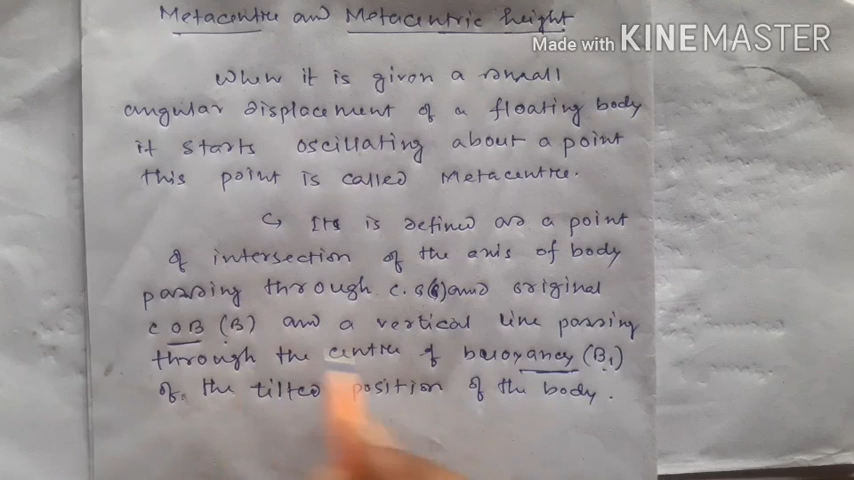 Metacentre and Metacentric height
Made with KINEMASTER
When it is given a small
angular displacement of a floating body
it starts oscillating about a point
this point is called Metacentre.
↪ Its is defined as a point
of intersection of the axis of body
passing through C.G(G) and original
COB (B) and a vertical line passing
through the centre of buoyancy (B1)
of the tilted position of the body.